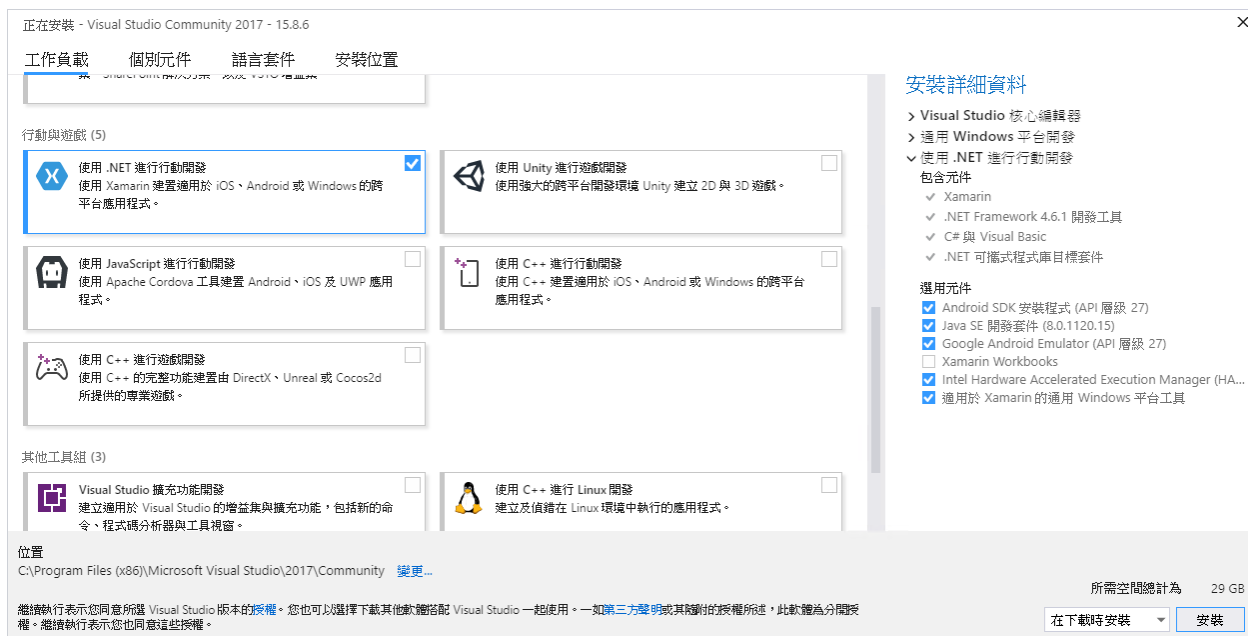 正在安裝 - Visual Studio Community 2017 - 15.8.6
工作負載 個別元件 語言套件 安裝位置
集、SharePoint 解決方案，以及 VSTO 增益集
行動與遊戲 (5)
使用 .NET 進行行動開發
使用 Xamarin 建置適用於 iOS、Android 或 Windows 的跨
平台應用程式。
使用 Unity 進行遊戲開發
使用強大的跨平台開發環境 Unity 建立 2D 與 3D 遊戲。
使用 JavaScript 進行行動開發
使用 Apache Cordova 工具建置 Android、iOS 及 UWP 應用
程式。
使用 C++ 進行行動開發
使用 C++ 建置適用於 iOS、Android 或 Windows 的跨平台
應用程式。
使用 C++ 進行遊戲開發
使用 C++ 的完整功能建置由 DirectX、Unreal 或 Cocos2d
所提供的專業遊戲。
其他工具組 (3)
Visual Studio 擴充功能開發
建立適用於 Visual Studio 的增益集與擴充功能，包括新的命
令、程式碼分析器與工具視窗。
使用 C++ 進行 Linux 開發
建立及偵錯在 Linux 環境中執行的應用程式。
安裝詳細資料
Visual Studio 核心編輯器
通用 Windows 平台開發
使用 .NET 進行行動開發
包含元件
Xamarin
.NET Framework 4.6.1 開發工具
C# 與 Visual Basic
.NET 可攜式程式庫目標套件
選用元件
Android SDK 安裝程式 (API 層級 27)
Java SE 開發套件 (8.0.1120.15)
Google Android Emulator (API 層級 27)
Xamarin Workbooks
Intel Hardware Accelerated Execution Manager (HA...
適用於 Xamarin 的通用 Windows 平台工具
位置
C:\Program Files (x86)\Microsoft Visual Studio\2017\Community 變更...
繼續執行表示您同意所選 Visual Studio 版本的授權。您也可以選擇下載其他軟體搭配 Visual Studio 一起使用。一如第三方聲明或其隨附的授權所述，此軟體為分開授
權。繼續執行表示您也同意這些授權。
所需空間總計為 29 GB
在下載時安裝 安裝